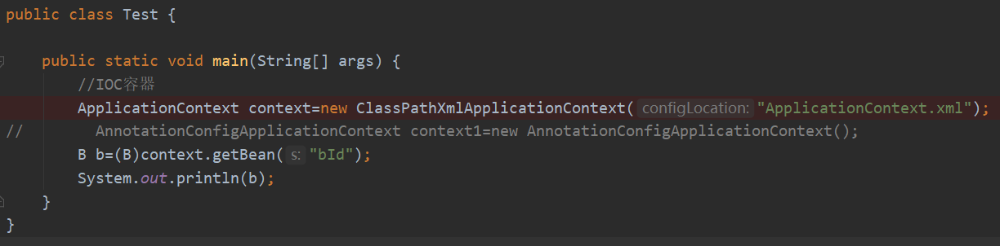 public class Test {
public static void main(String[] args) {
//IOC容器
ApplicationContext context=new ClassPathXmlApplicationContext( configLocation: "ApplicationContext.xml");
// AnnotationConfigApplicationContext context1=new AnnotationConfigApplicationContext();
B b=(B)context.getBean( s: "bId");
System.out.println(b);
}
}